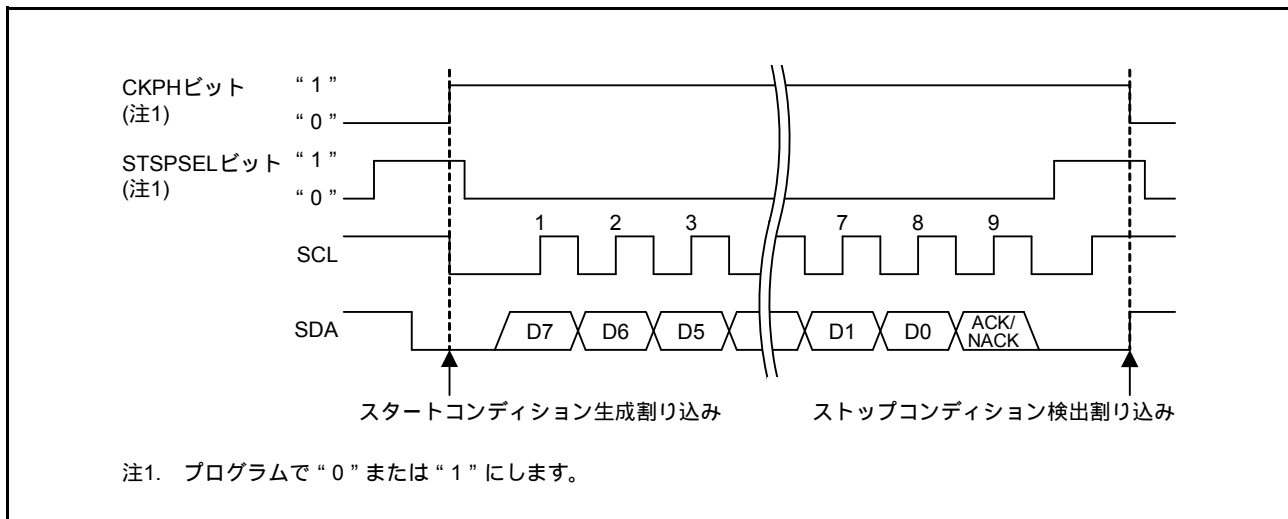 CKPHビット “ 1 ”
(注1) “ 0 ”
STSPSELビット “ 1 ”
(注1) “ 0 ”
1 2 3 7 8 9
SCL
SDA D7 D6 D5 D1 D0 ACK/
NACK
スタートコンディション生成割り込み ストップコンディション検出割り込み
注1. プログラムで “ 0 ” または “ 1 ” にします。